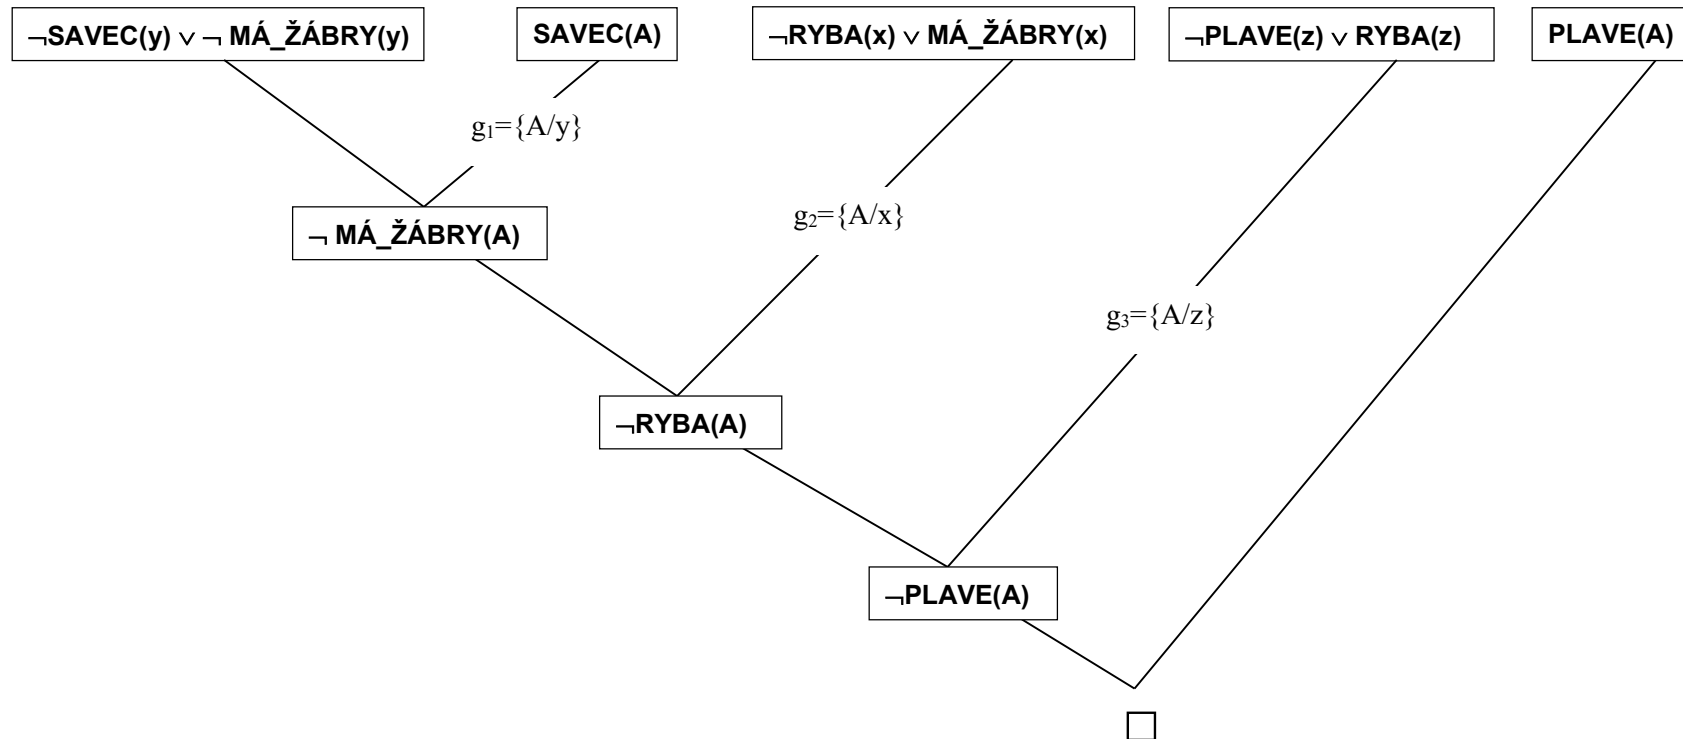 ¬SAVEC(y) ∨ ¬ MÁ_ŽÁBRY(y)
SAVEC(A)
¬RYBA(x) ∨ MÁ_ŽÁBRY(x)
¬PLAVE(z) ∨ RYBA(z)
PLAVE(A)
g₁={A/y}
g₂={A/x}
¬ MÁ_ŽÁBRY(A)
g₃={A/z}
¬RYBA(A)
¬PLAVE(A)